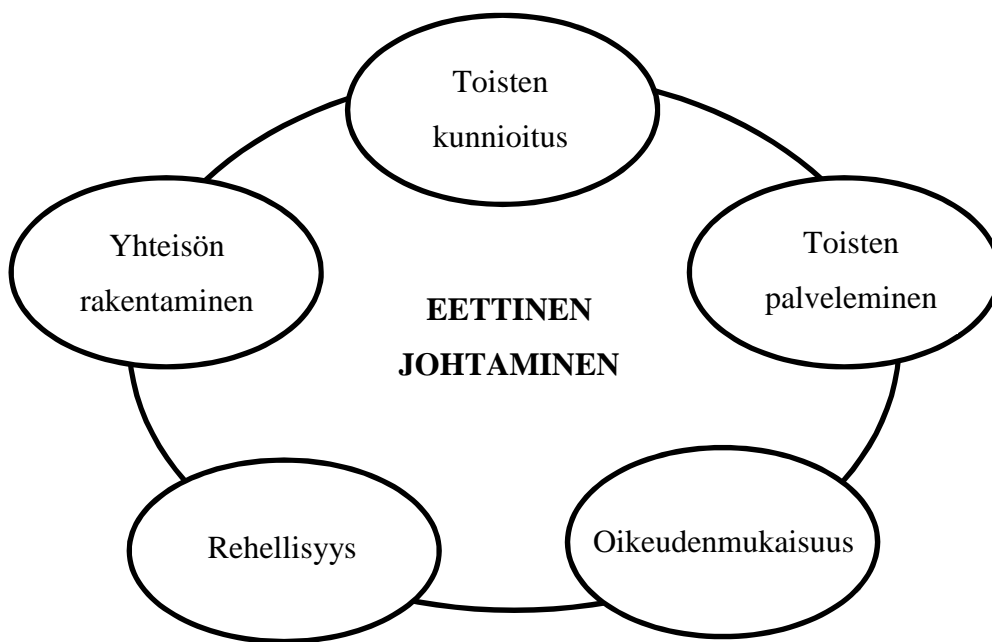 Toisten
kunnioitus
Toisten
palveleminen
Oikeudenmukaisuus
Rehellisyys
Yhteisön
rakentaminen
EETTINEN
JOHTAMINEN